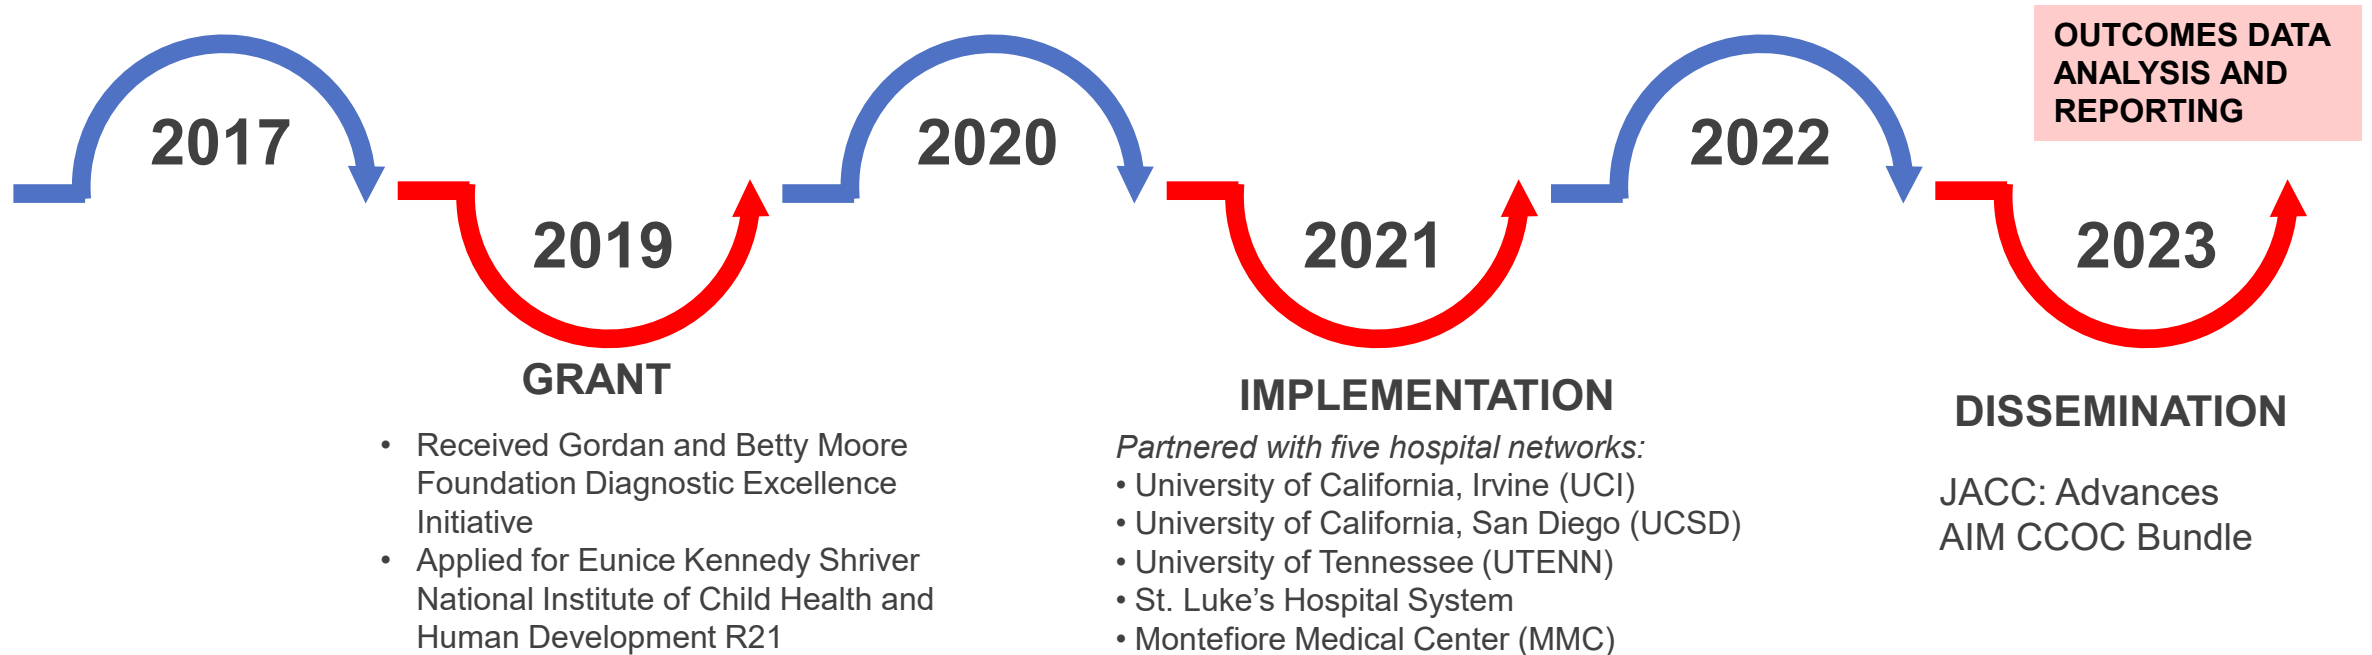 2017
2019
2020
2021
2022
2023
OUTCOMES DATA
ANALYSIS AND
REPORTING
GRANT
• Received Gordan and Betty Moore
Foundation Diagnostic Excellence
Initiative
• Applied for Eunice Kennedy Shriver
National Institute of Child Health and
Human Development R21
IMPLEMENTATION
Partnered with five hospital networks:
• University of California, Irvine (UCI)
• University of California, San Diego (UCSD)
• University of Tennessee (UTENN)
• St. Luke’s Hospital System
• Montefiore Medical Center (MMC)
DISSEMINATION
JACC: Advances
AIM CCOC Bundle